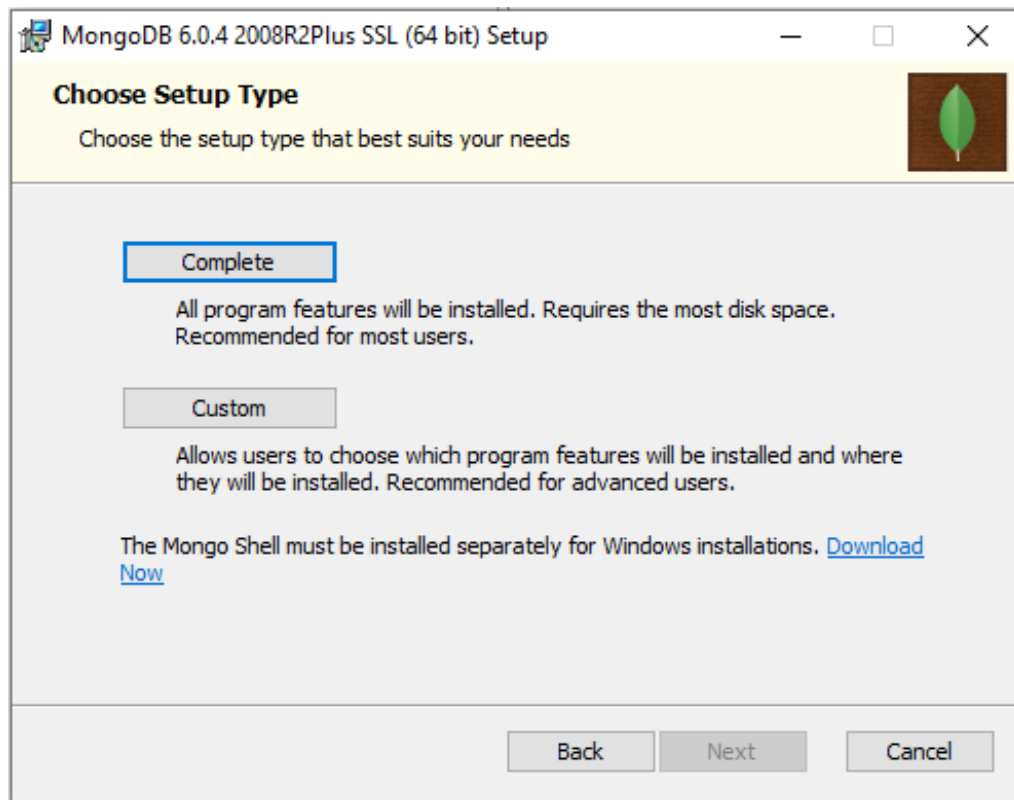 MongoDB 6.0.4 2008R2Plus SSL (64 bit) Setup
Choose Setup Type
Choose the setup type that best suits your needs
Complete
All program features will be installed. Requires the most disk space.
Recommended for most users.
Custom
Allows users to choose which program features will be installed and where
they will be installed. Recommended for advanced users.
The Mongo Shell must be installed separately for Windows installations. Download
Now
Back Next Cancel